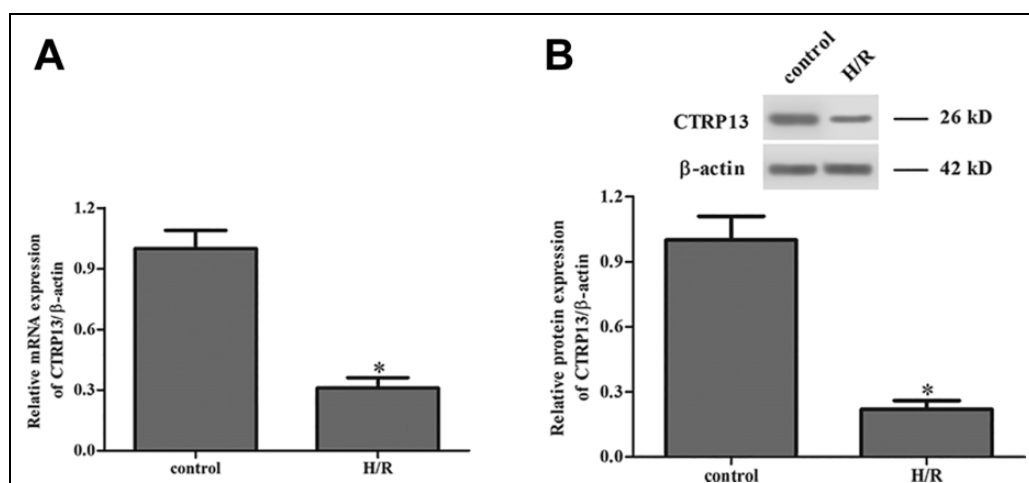 A
Relative mRNA expression
of CTRP13/β-actin
1.2
0.9
0.6
0.3
0.0
*
control
H/R
B
control
H/R
CTRP13
26 kD
β-actin
42 kD
Relative protein expression
of CTRP13/β-actin
1.2
0.9
0.6
0.3
0.0
*
control
H/R